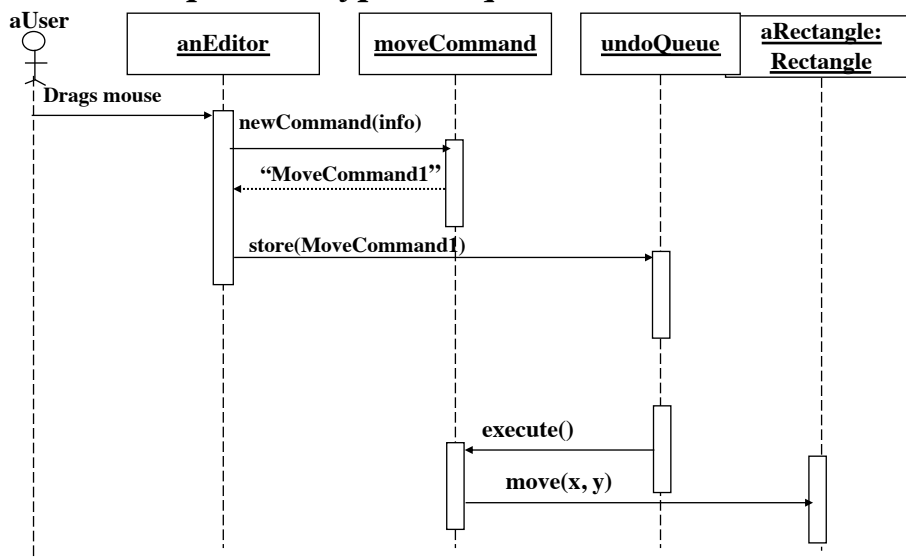 aUser
anEditor
moveCommand
undoQueue
aRectangle:
Rectangle
Drags mouse
newCommand(info)
“MoveCommand1”
store(MoveCommand1)
execute()
move(x, y)